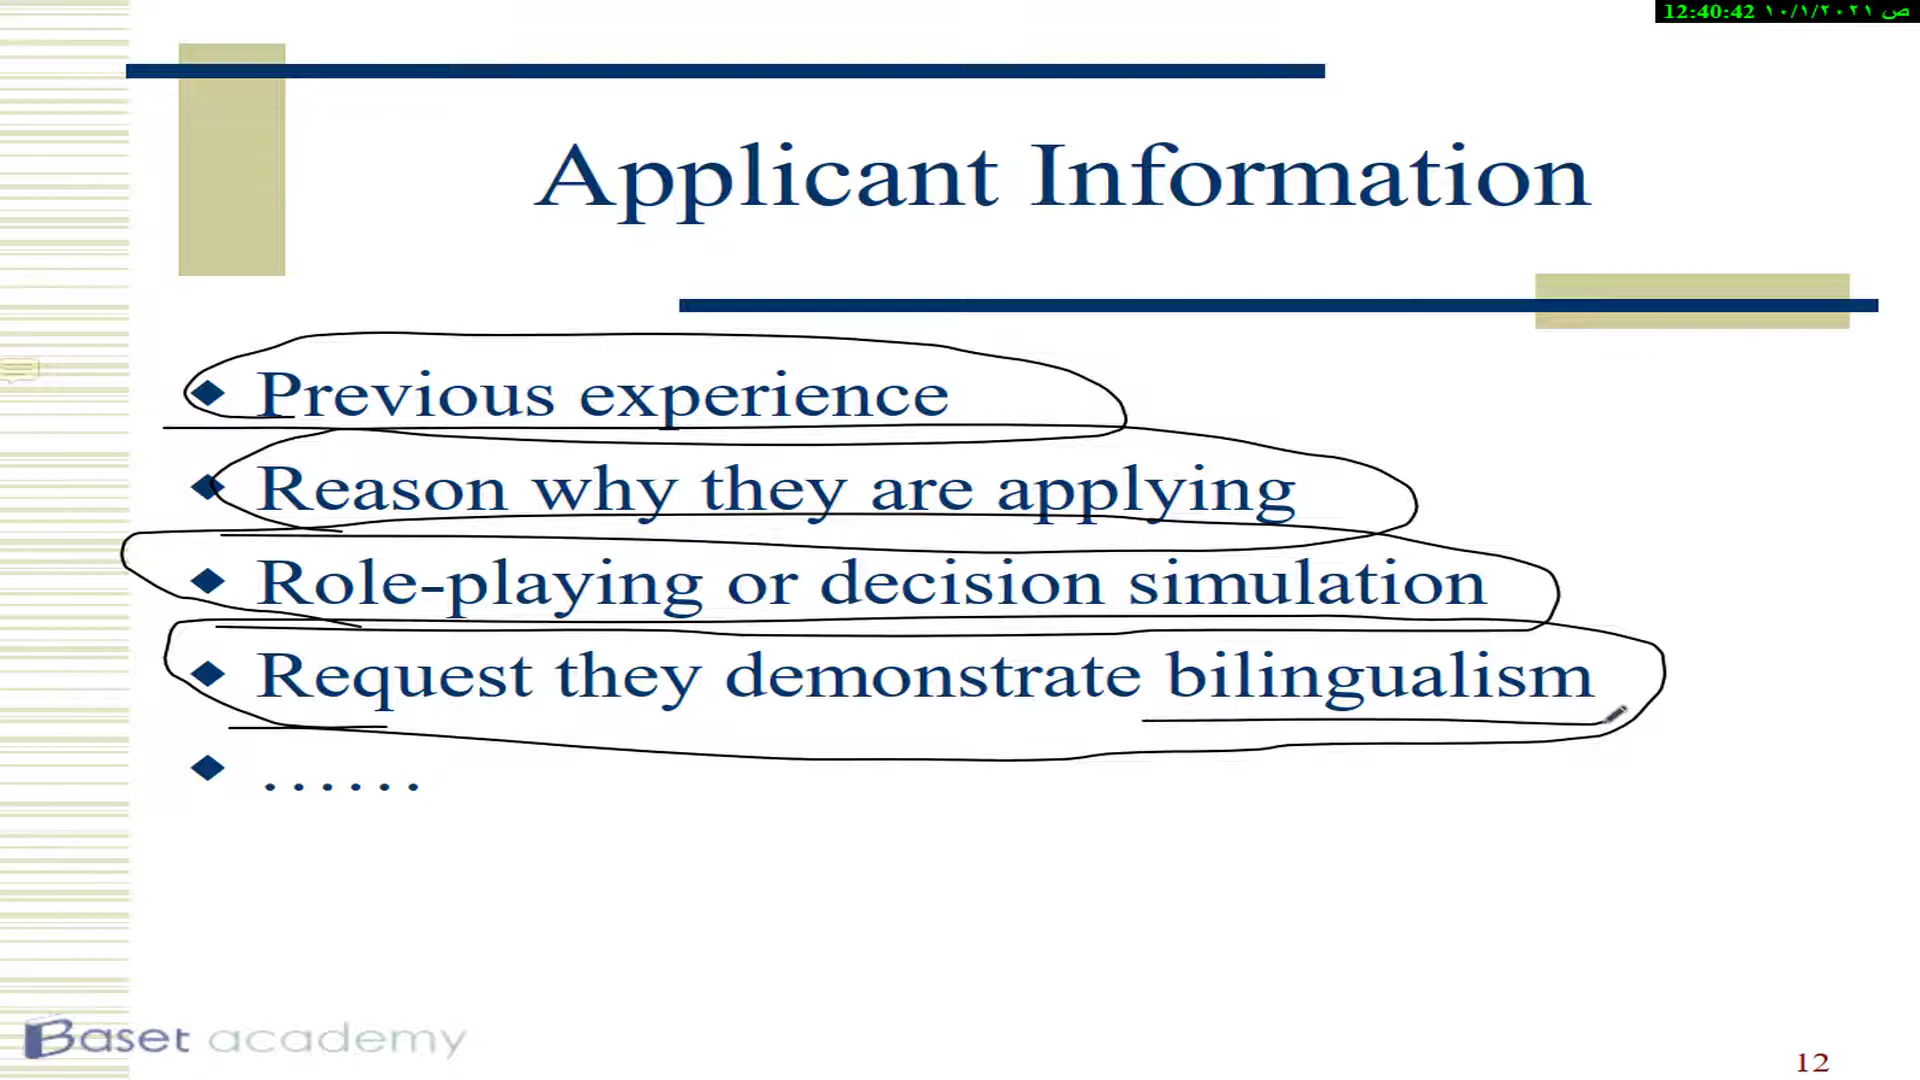 12:40:42 ١٠/١/٢٠٢١ ص
Applicant Information
Previous experience
Reason why they are applying
Role-playing or decision simulation
Request they demonstrate bilingualism
......
Baset academy
12